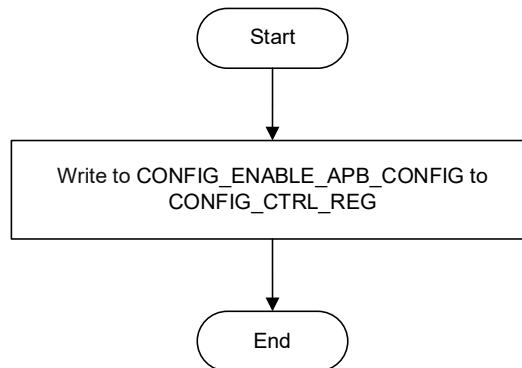 Start
Write to CONFIG_ENABLE_APB_CONFIG to
CONFIG_CTRL_REG
End